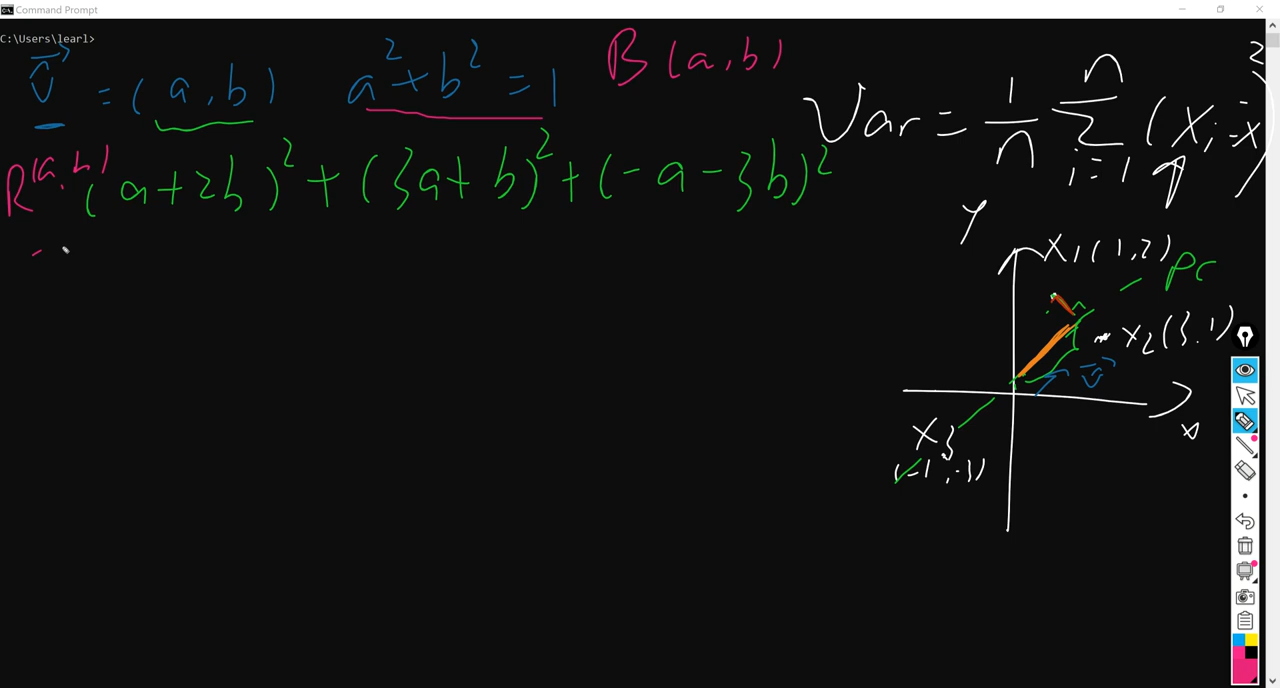 Command Prompt
C:\Users\learl>
v = (a, b) a² + b² = 1 B(a, b)
Var = 1/n n Σ i=1 (Xi - x)²
R(a, b) (a+2b)² + (3a+b)² + (-a-3b)²
Y
X1(1,2)
PC
x2(3,1)
v
X3
x